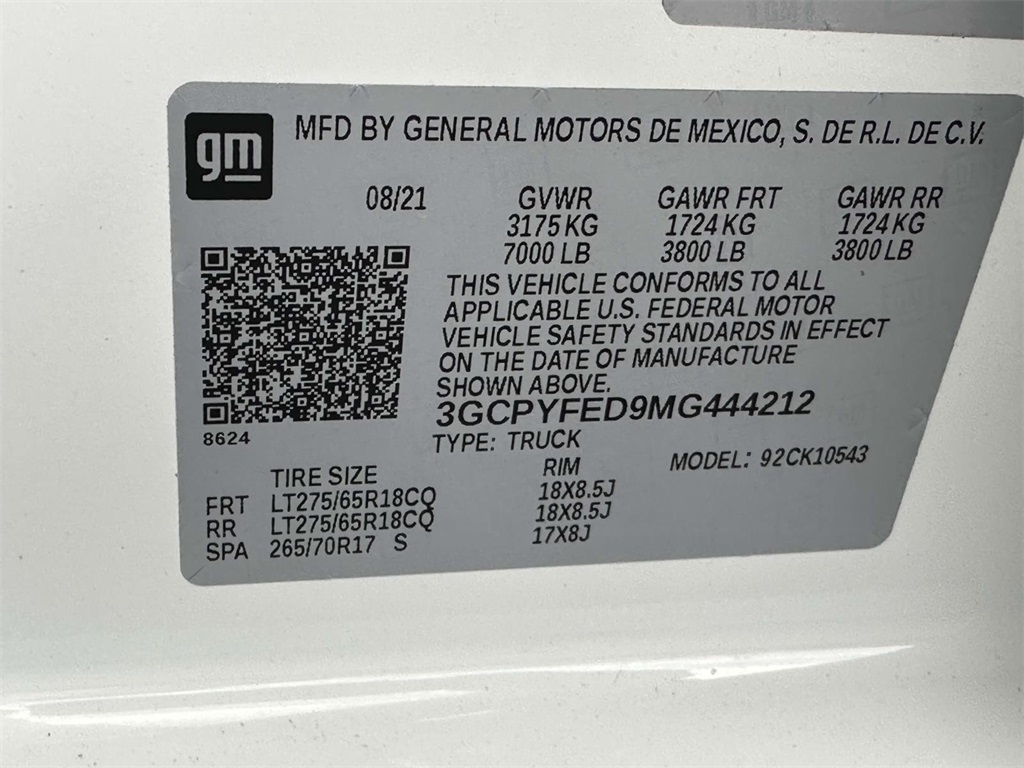 gm
MFD BY GENERAL MOTORS DE MEXICO, S. DE R.L. DE C.V.
08/21 GVWR GAWR FRT GAWR RR
3175 KG 1724 KG 1724 KG
7000 LB 3800 LB 3800 LB
THIS VEHICLE CONFORMS TO ALL
APPLICABLE U.S. FEDERAL MOTOR
VEHICLE SAFETY STANDARDS IN EFFECT
ON THE DATE OF MANUFACTURE
SHOWN ABOVE.
3GCPYFED9MG444212
8624
TYPE: TRUCK MODEL: 92CK10543
TIRE SIZE RIM
FRT LT275/65R18CQ 18X8.5J
RR LT275/65R18CQ 18X8.5J
SPA 265/70R17 S 17X8J